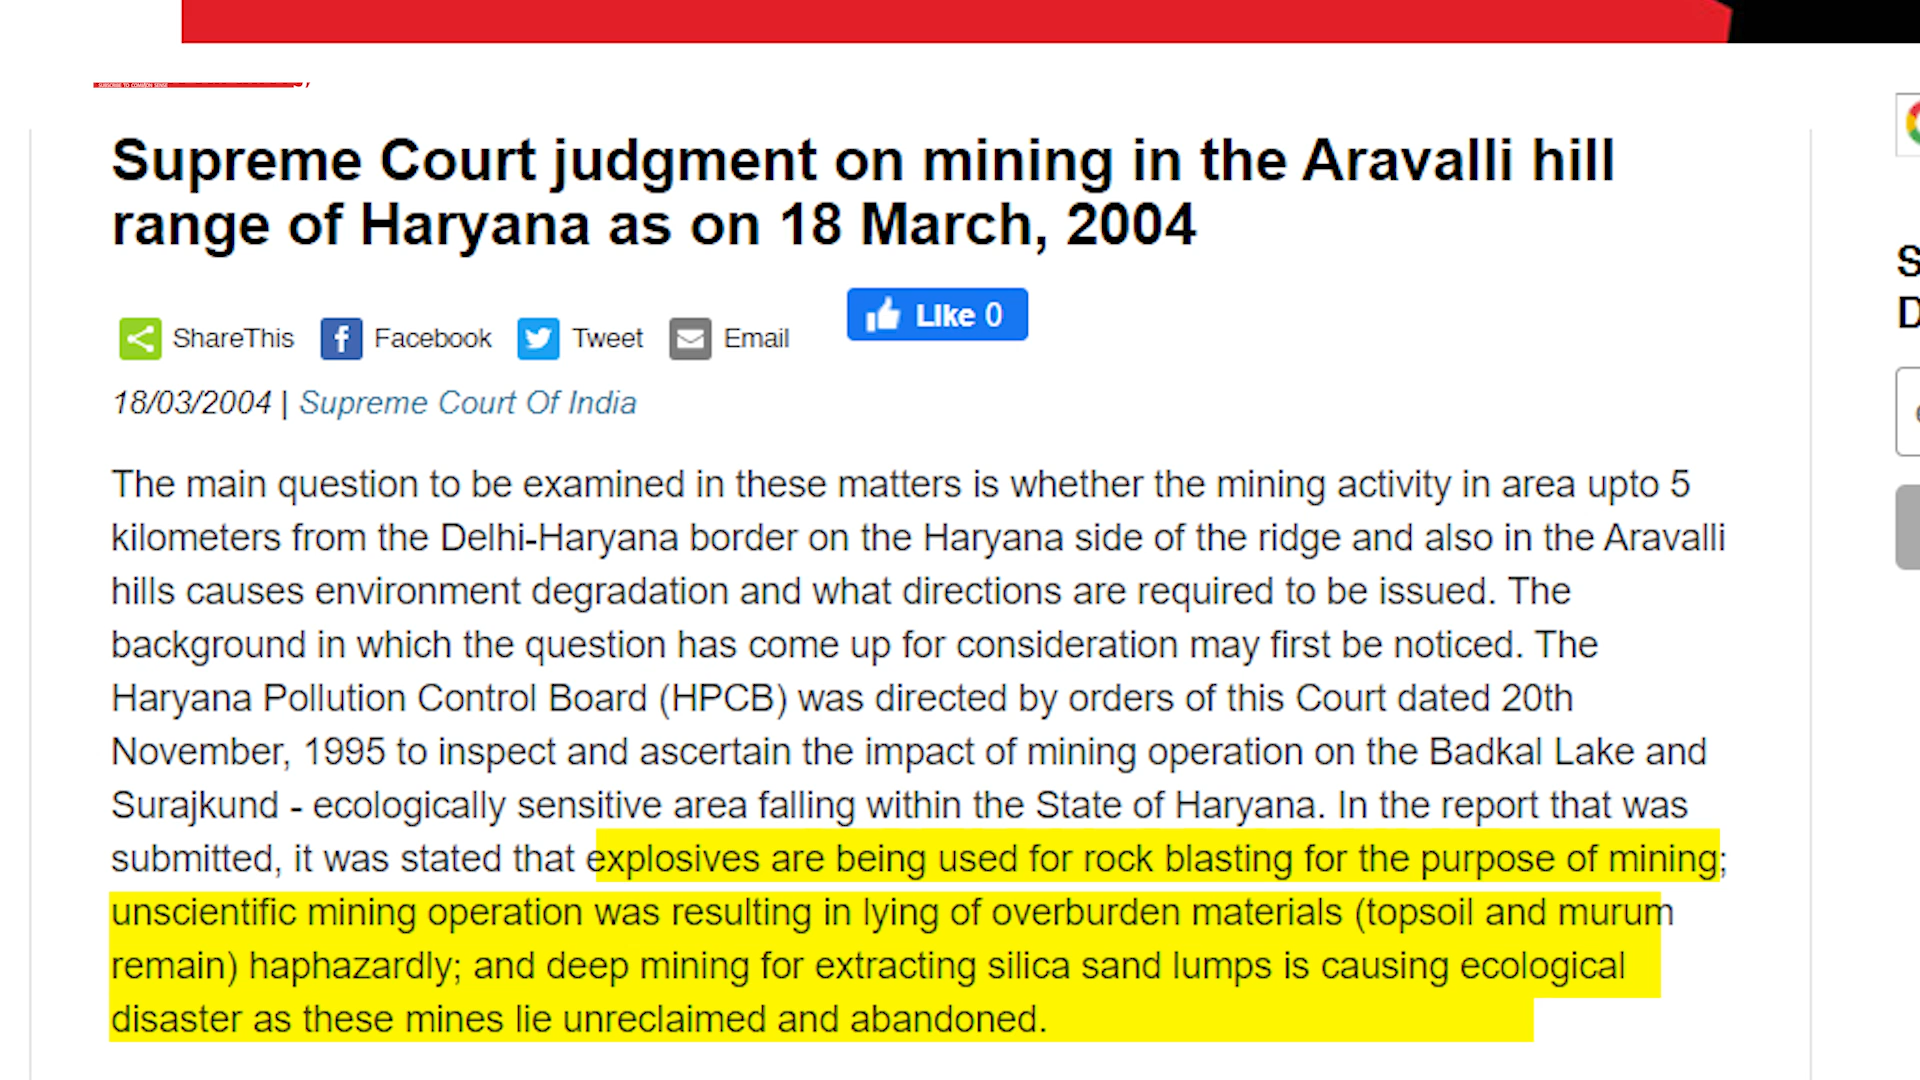 SUBSCRIBE TO COMMON SENSE
Supreme Court judgment on mining in the Aravalli hill
range of Haryana as on 18 March, 2004
ShareThis Facebook Tweet Email Like 0
18/03/2004 | Supreme Court Of India
The main question to be examined in these matters is whether the mining activity in area upto 5
kilometers from the Delhi-Haryana border on the Haryana side of the ridge and also in the Aravalli
hills causes environment degradation and what directions are required to be issued. The
background in which the question has come up for consideration may first be noticed. The
Haryana Pollution Control Board (HPCB) was directed by orders of this Court dated 20th
November, 1995 to inspect and ascertain the impact of mining operation on the Badkal Lake and
Surajkund - ecologically sensitive area falling within the State of Haryana. In the report that was
submitted, it was stated that explosives are being used for rock blasting for the purpose of mining;
unscientific mining operation was resulting in lying of overburden materials (topsoil and murum
remain) haphazardly; and deep mining for extracting silica sand lumps is causing ecological
disaster as these mines lie unreclaimed and abandoned.
S
D